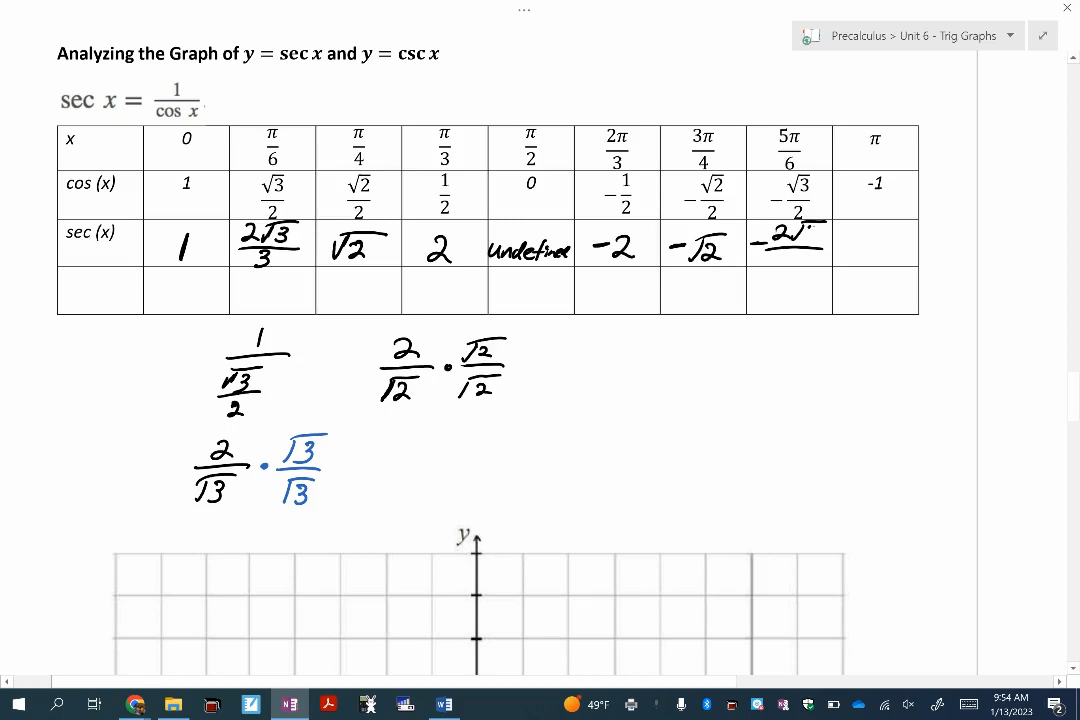 ...
Precalculus > Unit 6 - Trig Graphs
Analyzing the Graph of y = sec x and y = csc x
sec x = 1/cos x
x 0 π/6 π/4 π/3 π/2 2π/3 3π/4 5π/6 π
cos (x) 1 √3/2 √2/2 1/2 0 -1/2 -√2/2 -√3/2 -1
sec (x) 1 2√3/3 √2 2 undefined -2 -√2 -2√
1/(√3/2) 2/√2 · √2/√2
2/√3 · √3/√3
y
49°F
9:54 AM
1/13/2023
2